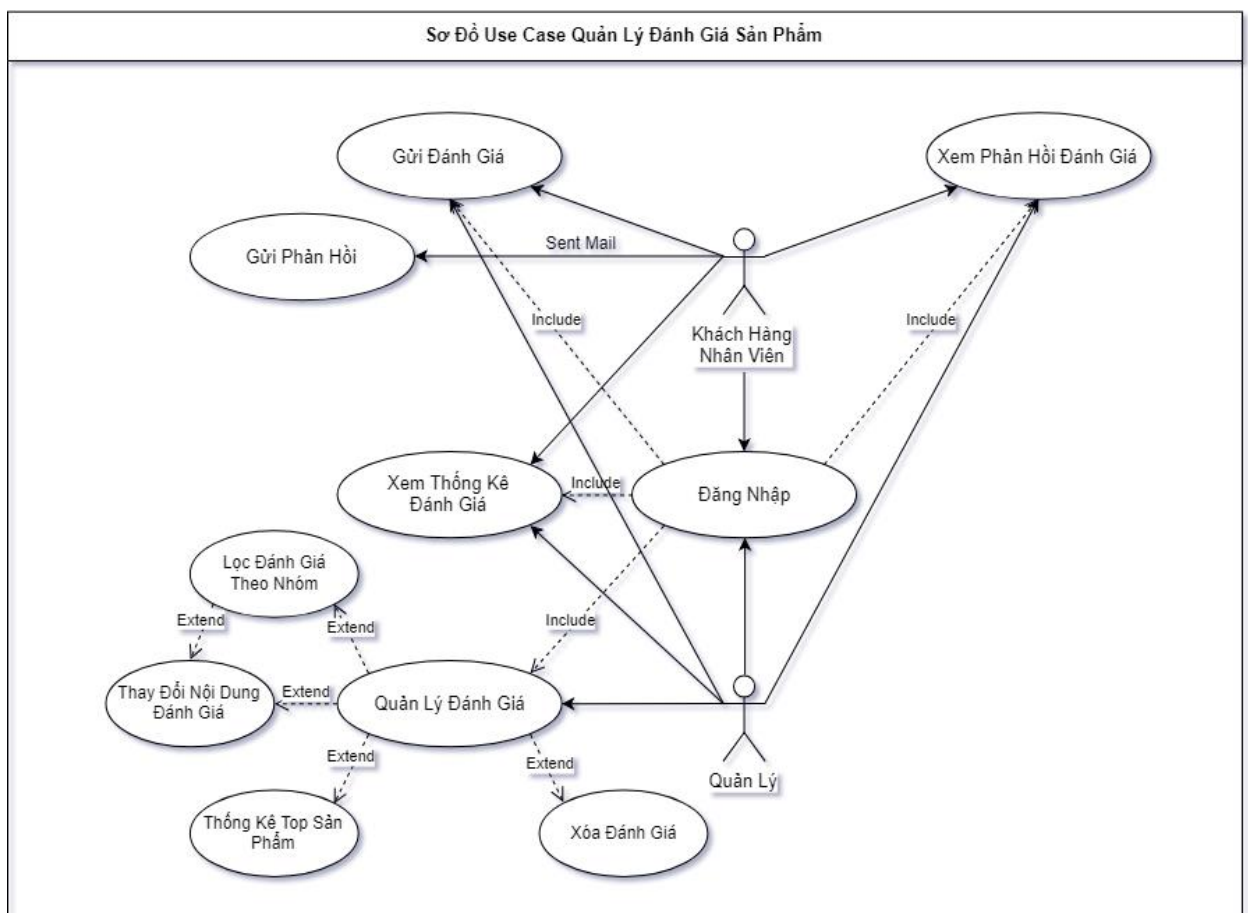 Sơ Đồ Use Case Quản Lý Đánh Giá Sản Phẩm
Gửi Đánh Giá
Xem Phản Hồi Đánh Giá
Gửi Phản Hồi
Sent Mail
Include
Include
Khách Hàng
Nhân Viên
Xem Thống Kê
Đánh Giá
Include
Đăng Nhập
Lọc Đánh Giá
Theo Nhóm
Extend
Extend
Include
Thay Đổi Nội Dung
Đánh Giá
Extend
Quản Lý Đánh Giá
Extend
Extend
Quản Lý
Thống Kê Top Sản
Phẩm
Xóa Đánh Giá